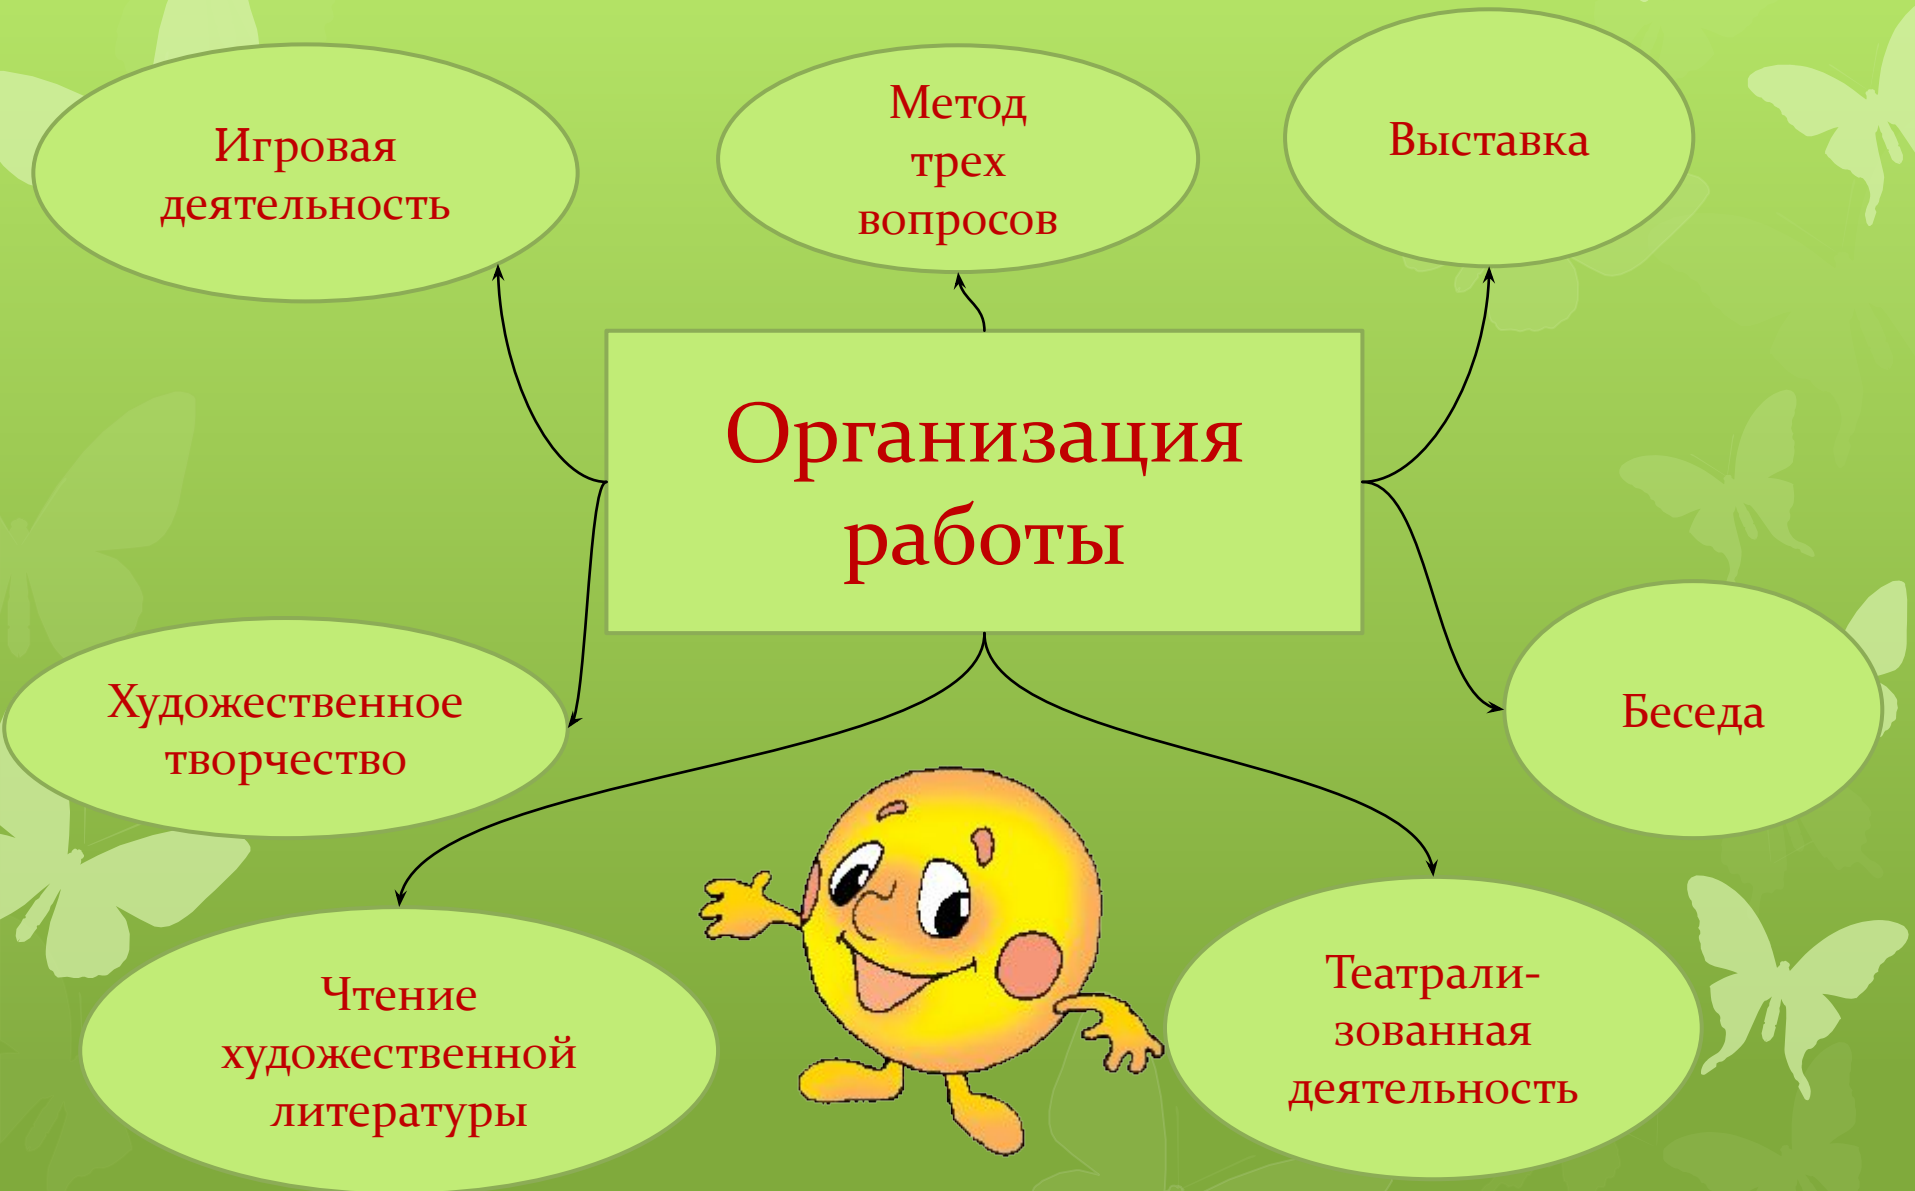 Игровая
деятельность
Метод
трех
вопросов
Выставка
Организация
работы
Художественное
творчество
Беседа
Чтение
художественной
литературы
Театрали-
зованная
деятельность